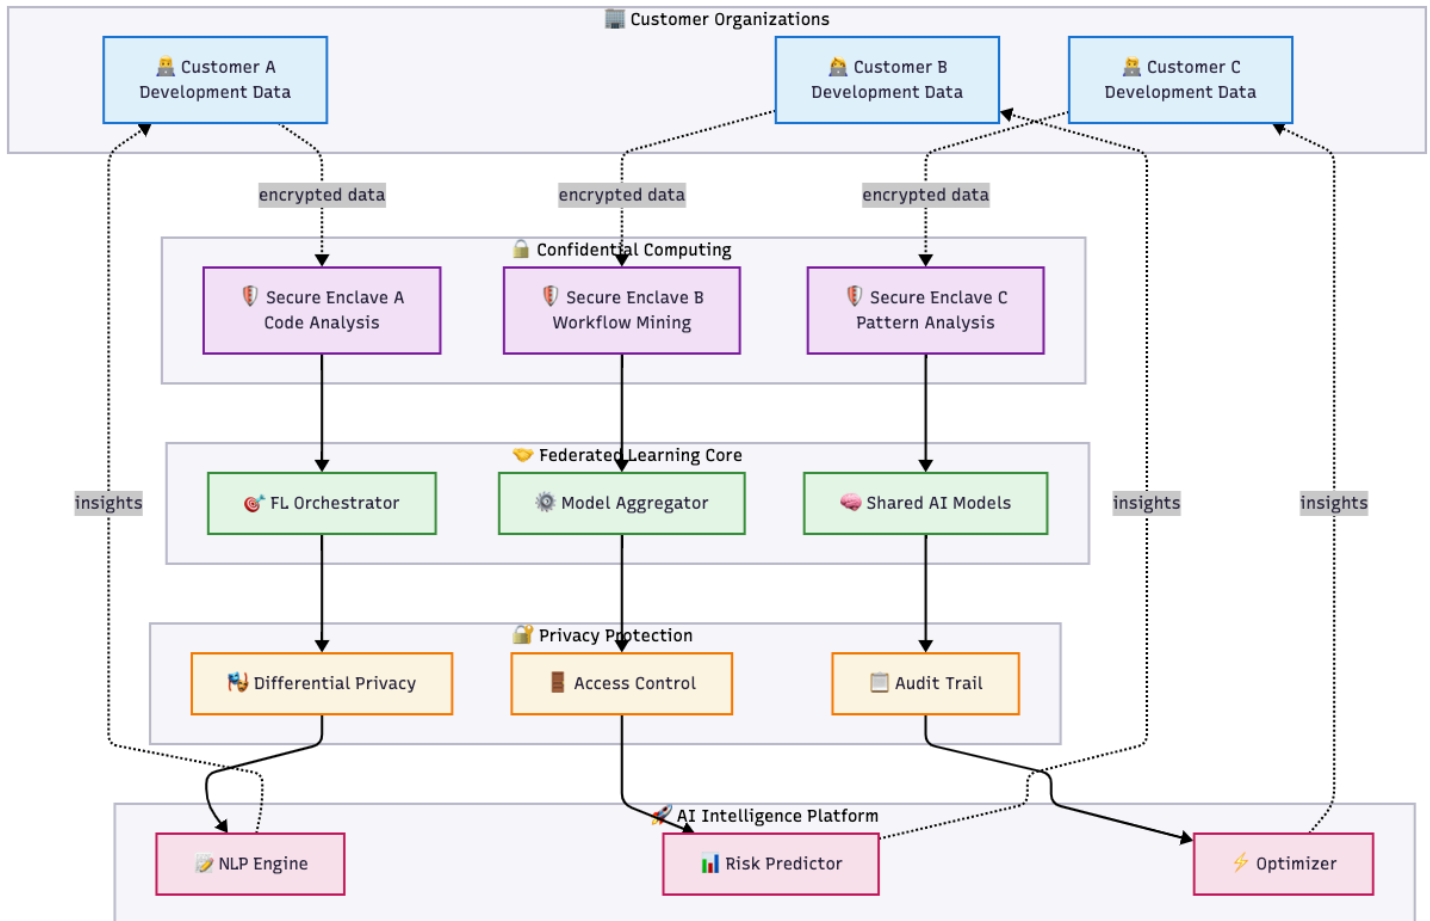 Customer Organizations
Customer A
Development Data
Customer B
Development Data
Customer C
Development Data
encrypted data
encrypted data
encrypted data
Confidential Computing
Secure Enclave A
Code Analysis
Secure Enclave B
Workflow Mining
Secure Enclave C
Pattern Analysis
Federated Learning Core
FL Orchestrator
Model Aggregator
Shared AI Models
insights
insights
insights
Privacy Protection
Differential Privacy
Access Control
Audit Trail
AI Intelligence Platform
NLP Engine
Risk Predictor
Optimizer